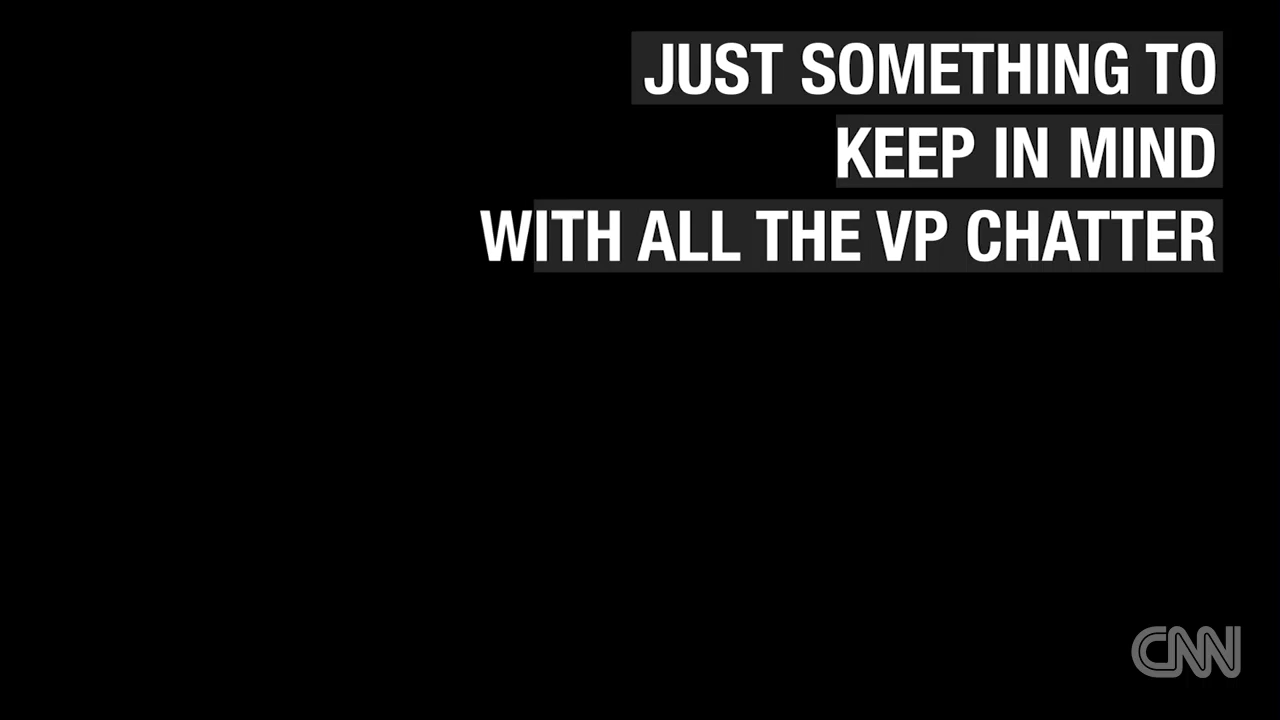 JUST SOMETHING TO
KEEP IN MIND
WITH ALL THE VP CHATTER
CNN